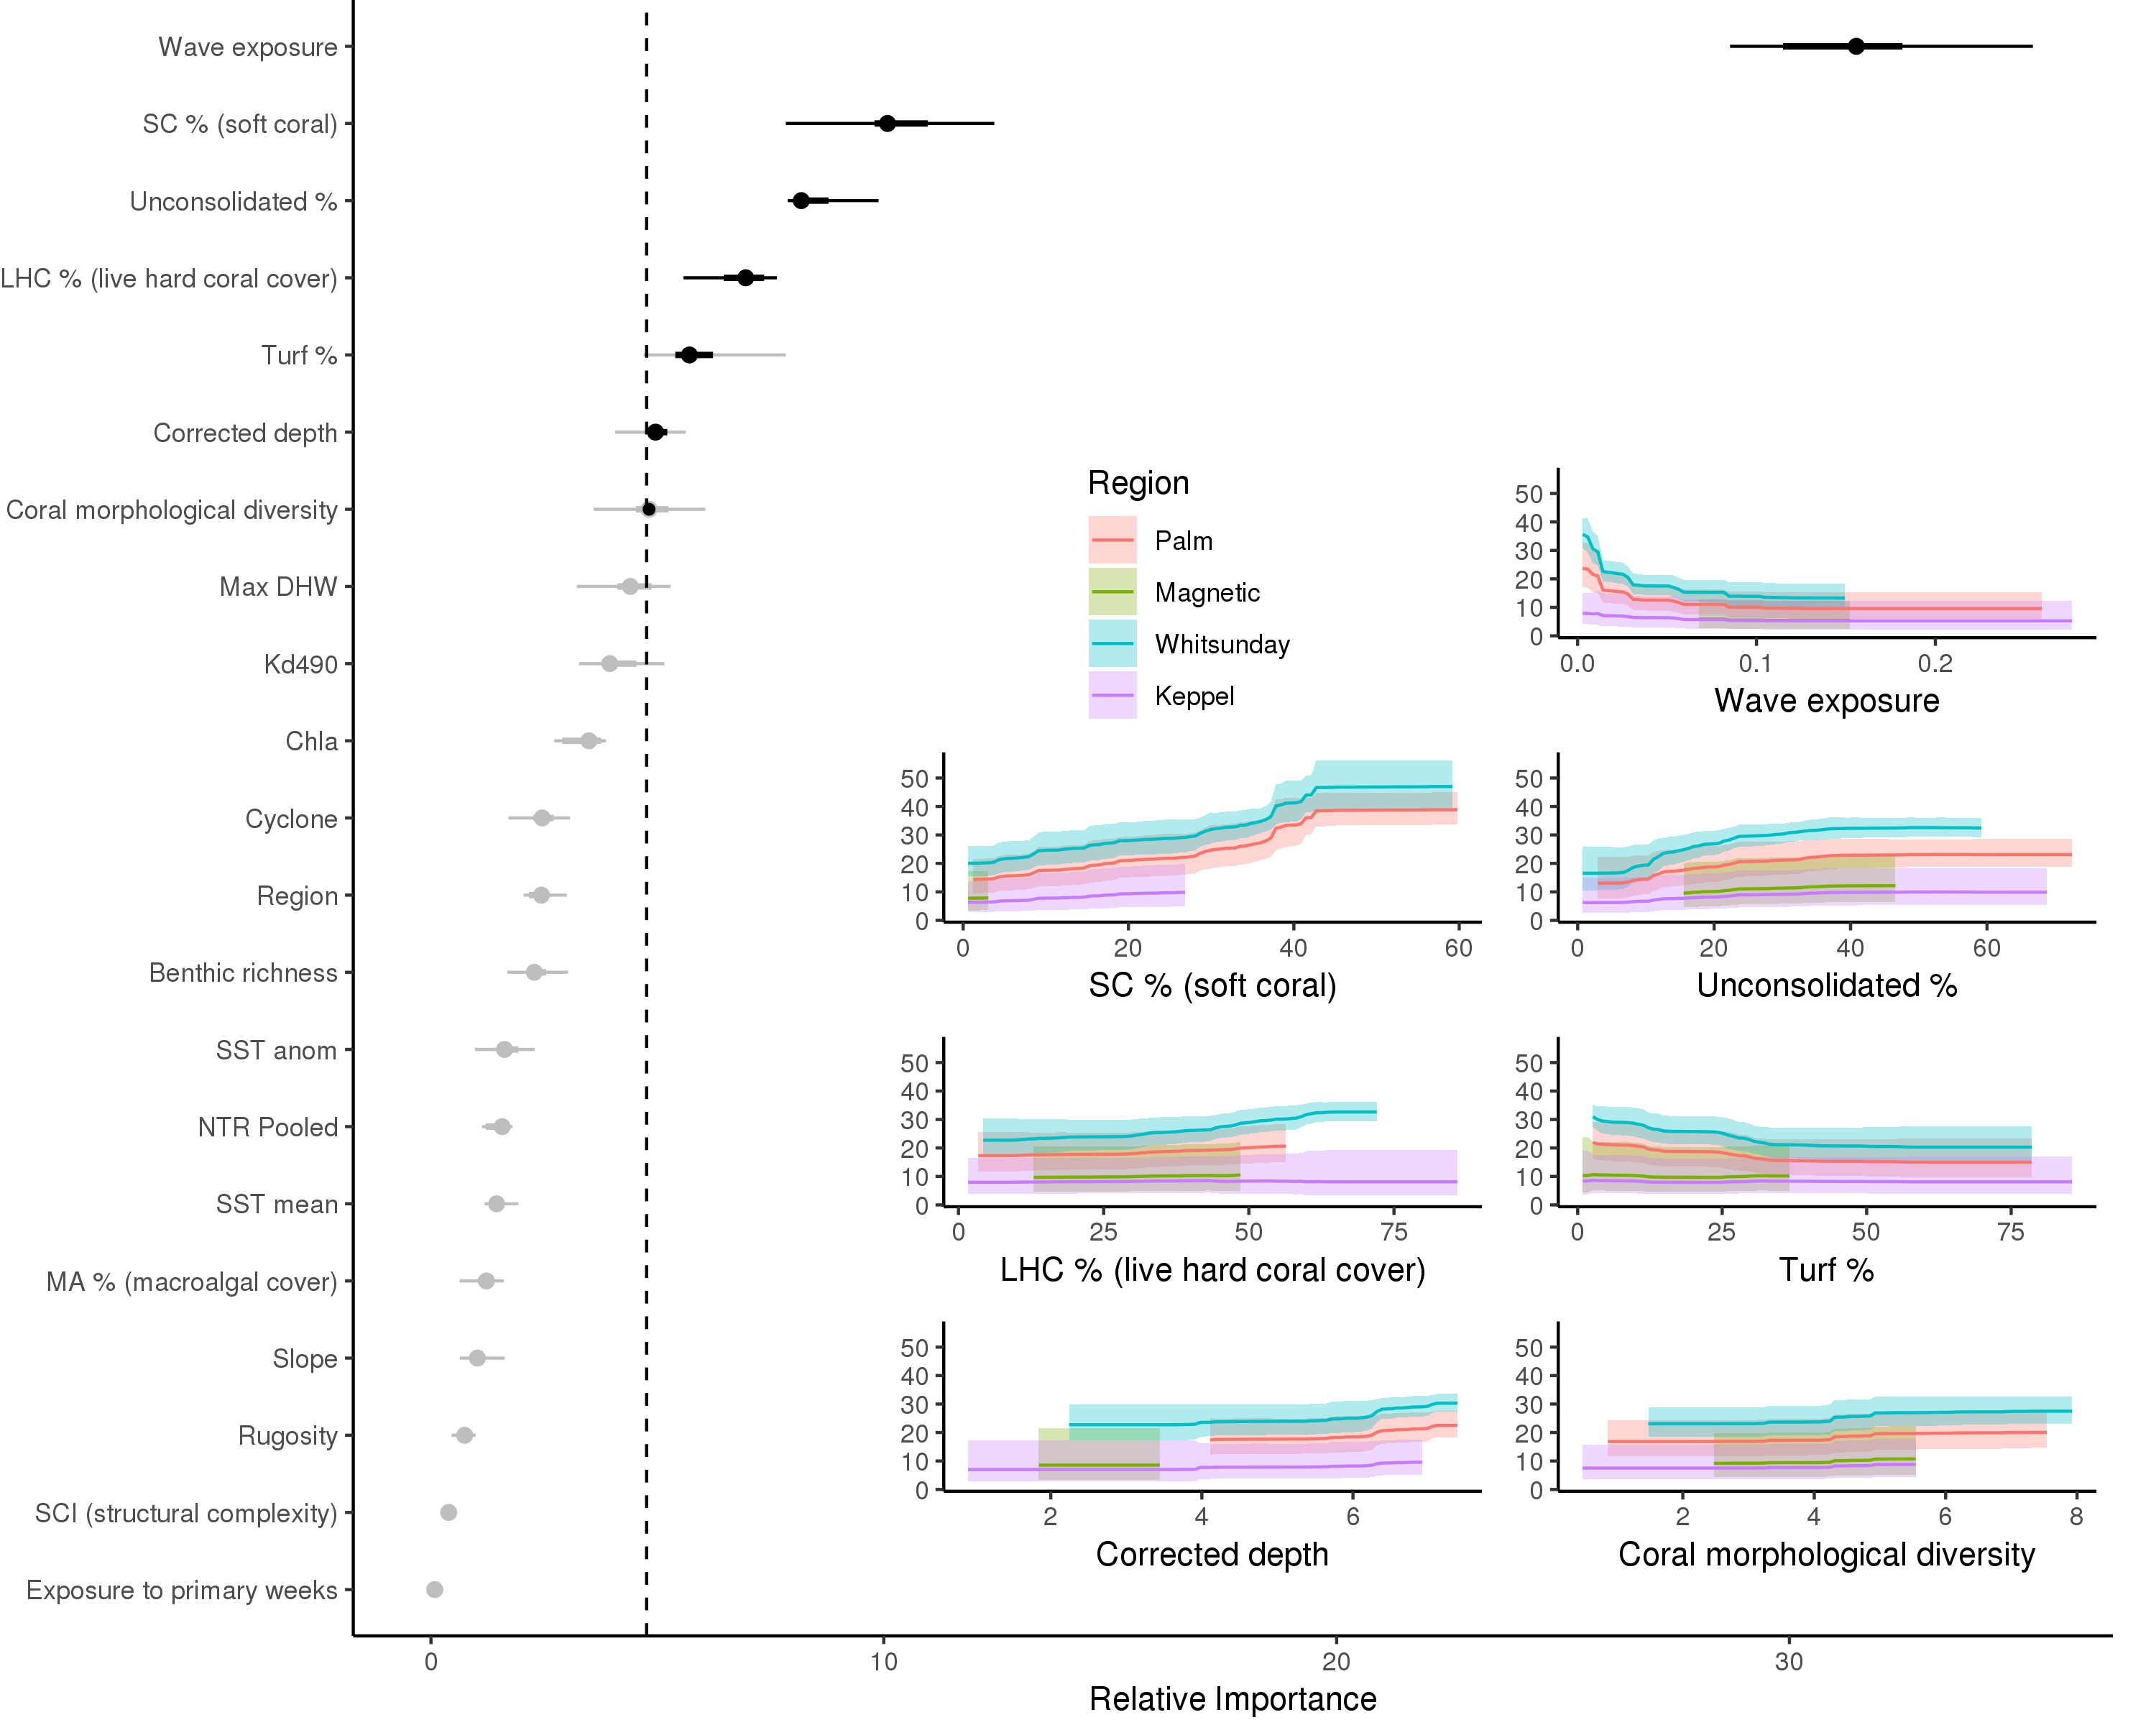 Wave exposure
SC % (soft coral)
Unconsolidated %
LHC % (live hard coral cover)
Turf %
Corrected depth
Coral morphological diversity
Max DHW
Kd490
Chla
Cyclone
Region
Benthic richness
SST anom
NTR Pooled
SST mean
MA % (macroalgal cover)
Slope
Rugosity
SCI (structural complexity)
Exposure to primary weeks
0 10 20 30
Relative Importance
Region
Palm
Magnetic
Whitsunday
Keppel
50
40
30
20
10
0
0.0 0.1 0.2
Wave exposure
50
40
30
20
10
0
0 20 40 60
SC % (soft coral)
50
40
30
20
10
0
0 20 40 60
Unconsolidated %
50
40
30
20
10
0
0 25 50 75
LHC % (live hard coral cover)
50
40
30
20
10
0
0 25 50 75
Turf %
50
40
30
20
10
0
2 4 6
Corrected depth
50
40
30
20
10
0
2 4 6 8
Coral morphological diversity